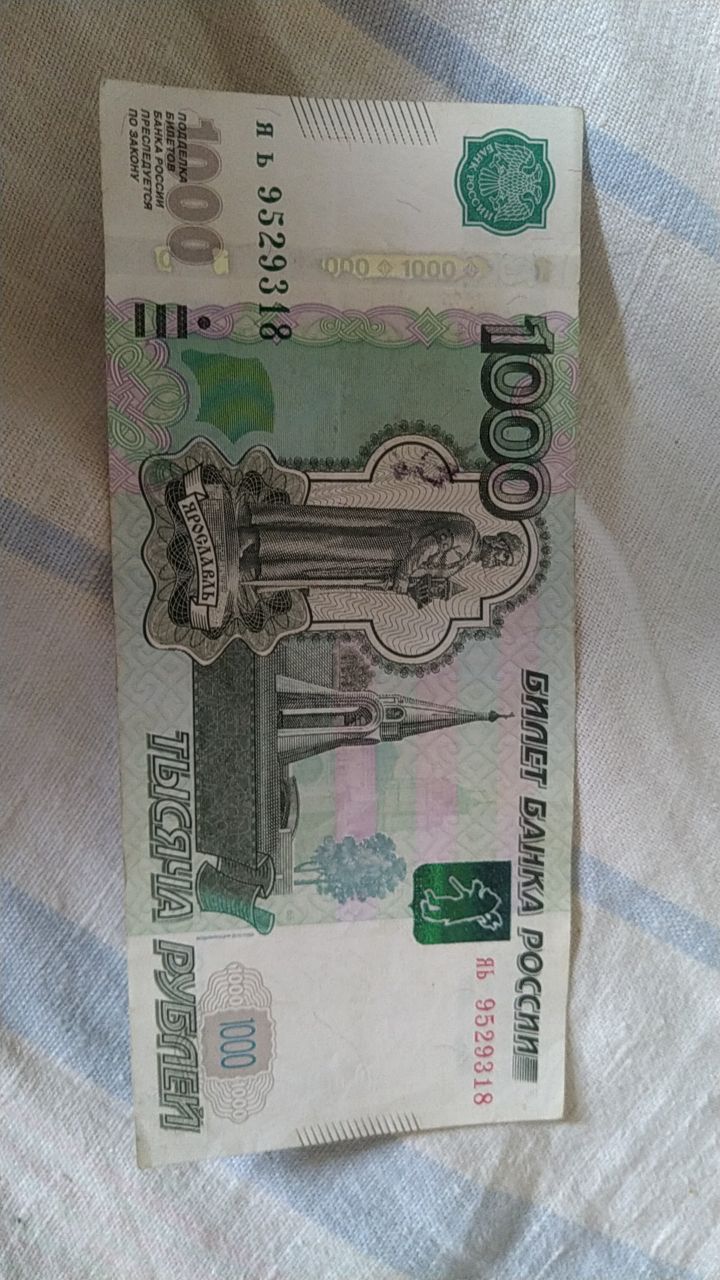 БАНК РОССИИ
1000
БИЛЕТ БАНКА РОССИИ
ЯЬ 9529318
1000
яь 9529318
ЯРОСЛАВЛЬ
1000
1000
1000
1000
ПОДДЕЛКА
БИЛЕТОВ
БАНКА РОССИИ
ПРЕСЛЕДУЕТСЯ
ПО ЗАКОНУ
ТЫСЯЧА РУБЛЕЙ